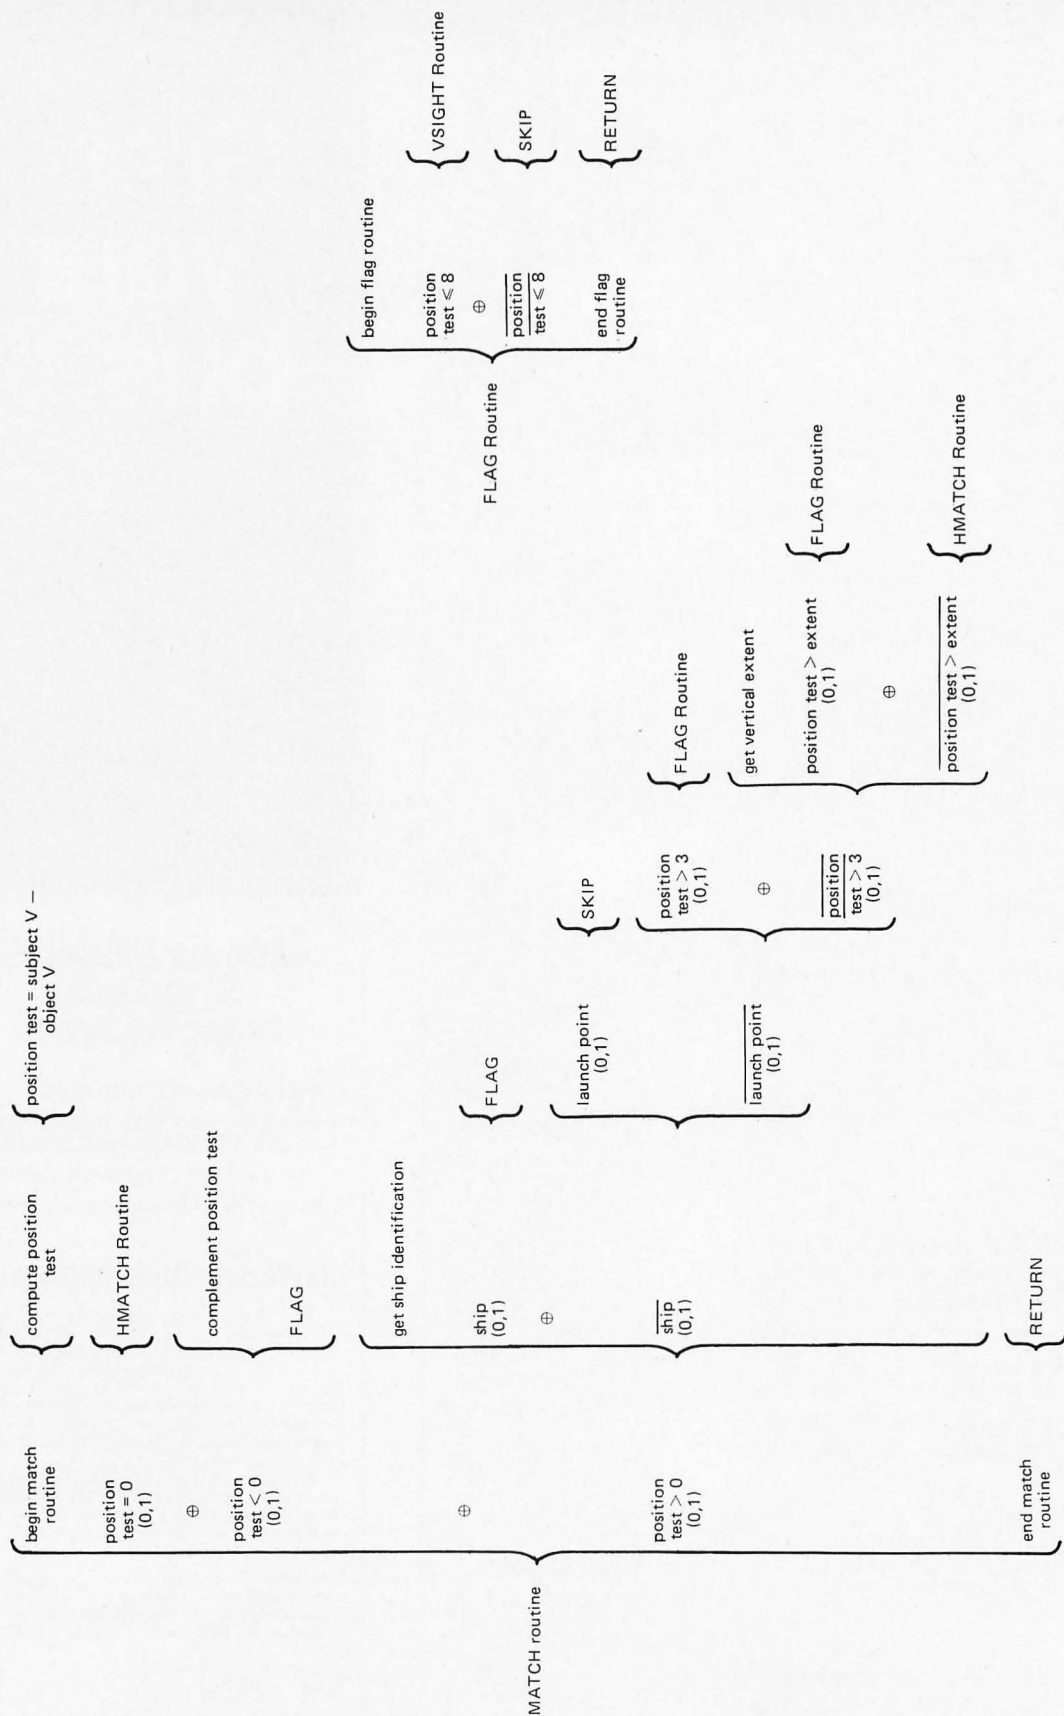 MATCH routine
begin match
routine
compute position
test
position test = subject V −
object V
position
test = 0
(0,1)
HMATCH Routine
⊕
position
test < 0
(0,1)
complement position test
FLAG
⊕
position
test > 0
(0,1)
get ship identification
ship
(0,1)
FLAG
⊕
ship
(0,1)
launch point
(0,1)
SKIP
launch point
(0,1)
position
test > 3
(0,1)
FLAG Routine
⊕
position
test > 3
(0,1)
get vertical extent
position test > extent
(0,1)
FLAG Routine
⊕
position test > extent
(0,1)
HMATCH Routine
end match
routine
RETURN
FLAG Routine
begin flag routine
position
test ⩽ 8
VSIGHT Routine
⊕
position
test ⩽ 8
SKIP
end flag
routine
RETURN